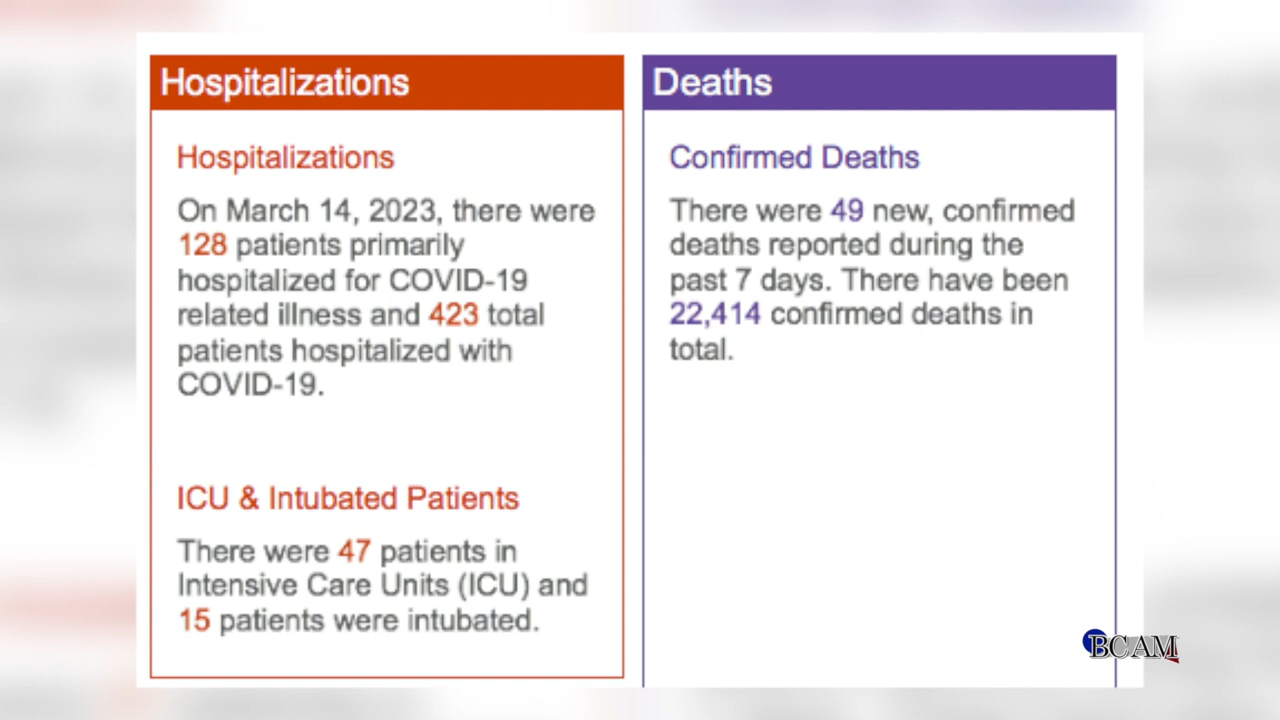 Hospitalizations
Hospitalizations
On March 14, 2023, there were
128 patients primarily
hospitalized for COVID-19
related illness and 423 total
patients hospitalized with
COVID-19.
ICU & Intubated Patients
There were 47 patients in
Intensive Care Units (ICU) and
15 patients were intubated.
Deaths
Confirmed Deaths
There were 49 new, confirmed
deaths reported during the
past 7 days. There have been
22,414 confirmed deaths in
total.
BCAM